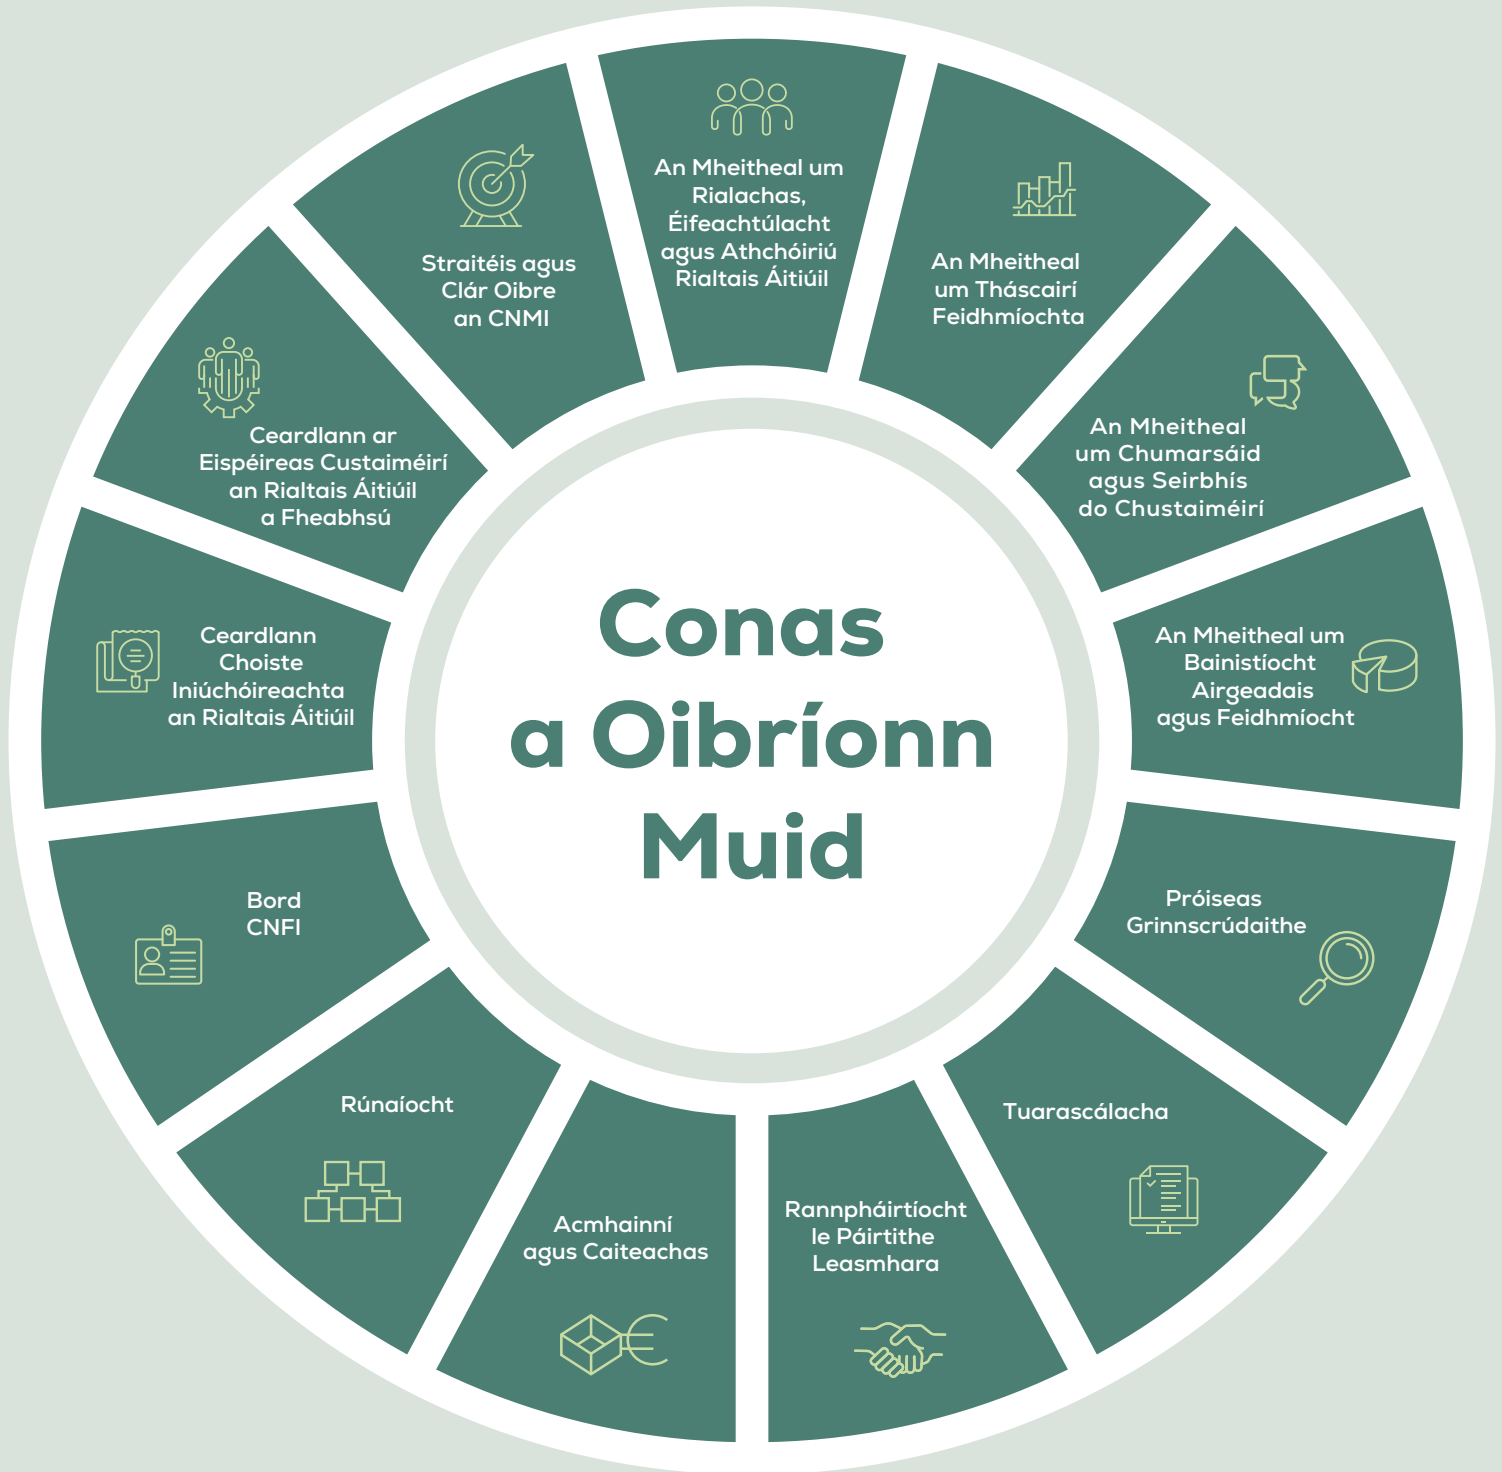 Conas
a Oibríonn
Muid
An Mheitheal um
Rialachas,
Éifeachtúlacht
agus Athchóiriú
Rialtais Áitiúil
An Mheitheal
um Tháscairí
Feidhmíochta
An Mheitheal
um Chumarsáid
agus Seirbhís
do Chustaiméirí
An Mheitheal um
Bainistíocht
Airgeadais
agus Feidhmíocht
Próiseas
Grinnscrúdaithe
Tuarascálacha
Rannpháirtíocht
le Páirtithe
Leasmhara
Acmhainní
agus Caiteachas
Rúnaíocht
Bord
CNFI
Ceardlann
Choiste
Iniúchóireachta
an Rialtais Áitiúil
Ceardlann ar
Eispéireas Custaiméirí
an Rialtais Áitiúil
a Fheabhsú
Straitéis agus
Clár Oibre
an CNMI